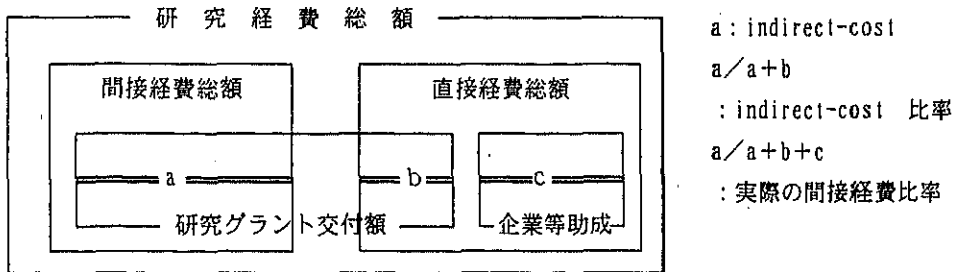 研究経費総額
間接経費総額
直接経費総額
a
b
c
研究グラント交付額
企業等助成
a:indirect-cost
a/a+b
:indirect-cost 比率
a/a+b+c
:実際の間接経費比率